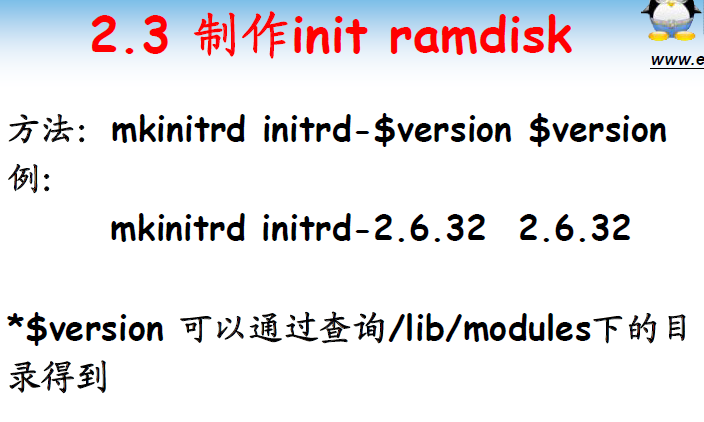 2.3 制作init ramdisk
www.e
方法: mkinitrd initrd-$version $version
例:
mkinitrd initrd-2.6.32 2.6.32
*$version 可以通过查询/lib/modules下的目
录得到